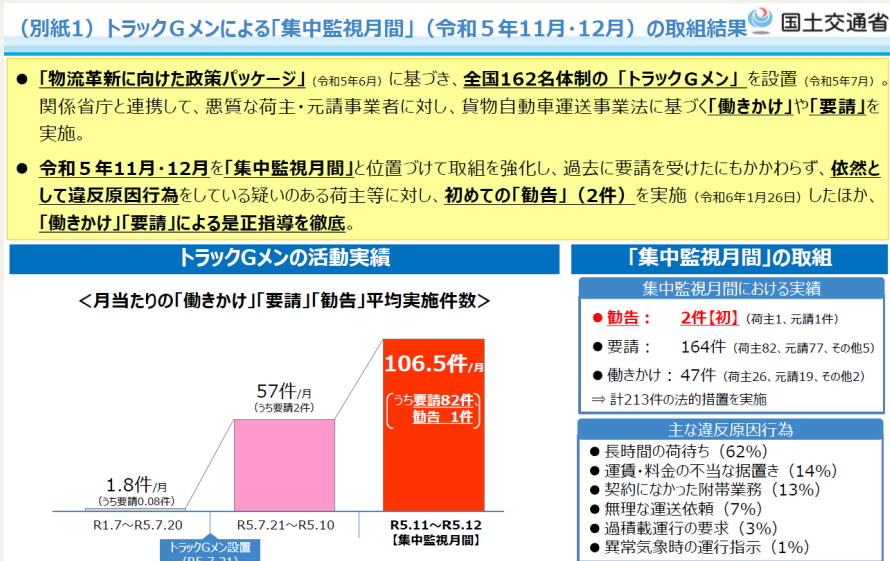 (別紙1)トラックGメンによる「集中監視月間」(令和5年11月・12月)の取組結果
国土交通省
● 「物流革新に向けた政策パッケージ」(令和5年6月)に基づき、全国162名体制の「トラックGメン」を設置(令和5年7月)。
関係省庁と連携して、悪質な荷主・元請事業者に対し、貨物自動車運送事業法に基づく「働きかけ」や「要請」を
実施。
● 令和5年11月・12月を「集中監視月間」と位置づけて取組を強化し、過去に要請を受けたにもかかわらず、依然と
して違反原因行為をしている疑いのある荷主等に対し、初めての「勧告」(2件)を実施(令和6年1月26日)したほか、
「働きかけ」「要請」による是正指導を徹底。
トラックGメンの活動実績
<月当たりの「働きかけ」「要請」「勧告」平均実施件数>
1.8件/月
(うち要請0.08件)
57件/月
(うち要請2件)
106.5件/月
(うち要請82件、
勧告 1件)
R1.7~R5.7.20
R5.7.21~R5.10
R5.11~R5.12
【集中監視月間】
トラックGメン設置
(R5.7.21)
「集中監視月間」の取組
集中監視月間における実績
● 勧告: 2件【初】(荷主1、元請1件)
● 要請: 164件(荷主82、元請77、その他5)
● 働きかけ: 47件(荷主26、元請19、その他2)
⇒ 計213件の法的措置を実施
主な違反原因行為
● 長時間の荷待ち(62%)
● 運賃・料金の不当な据置き(14%)
● 契約になかった附帯業務(13%)
● 無理な運送依頼(7%)
● 過積載運行の要求(3%)
● 異常気象時の運行指示(1%)